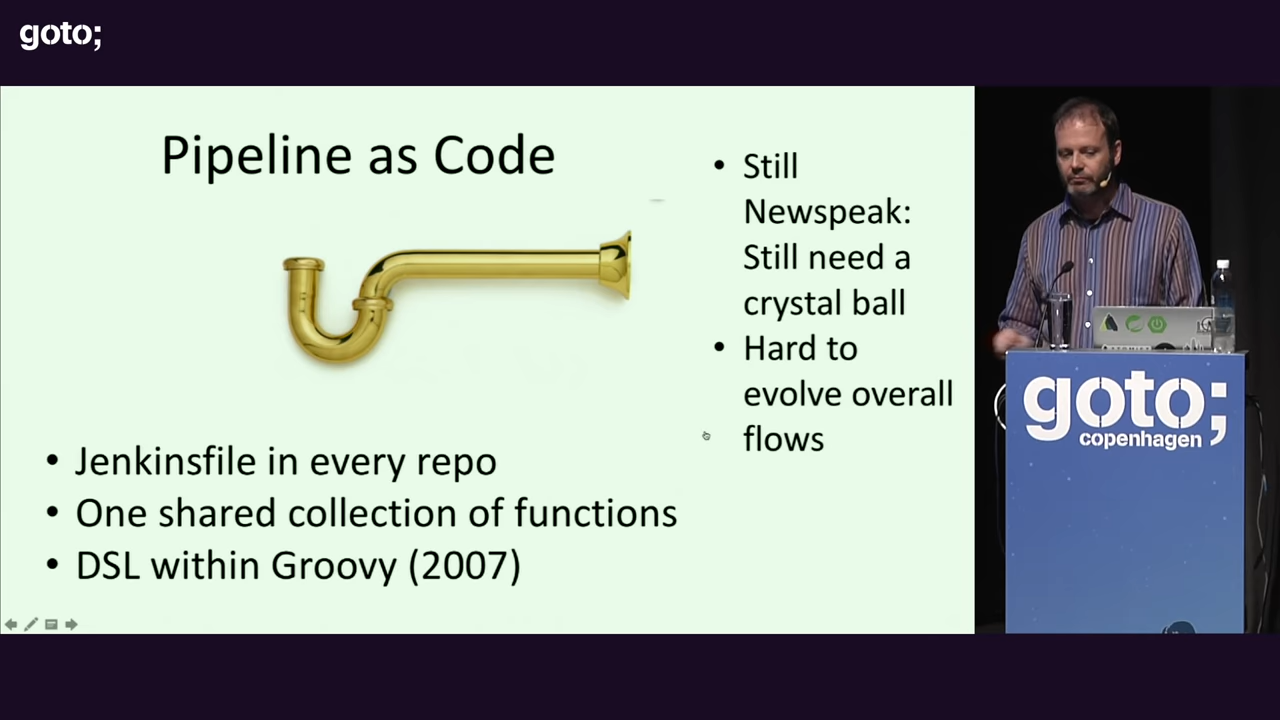 goto;
Pipeline as Code
Jenkinsfile in every repo
One shared collection of functions
DSL within Groovy (2007)
Still
Newspeak:
Still need a
crystal ball
Hard to
evolve overall
flows
goto;
copenhagen